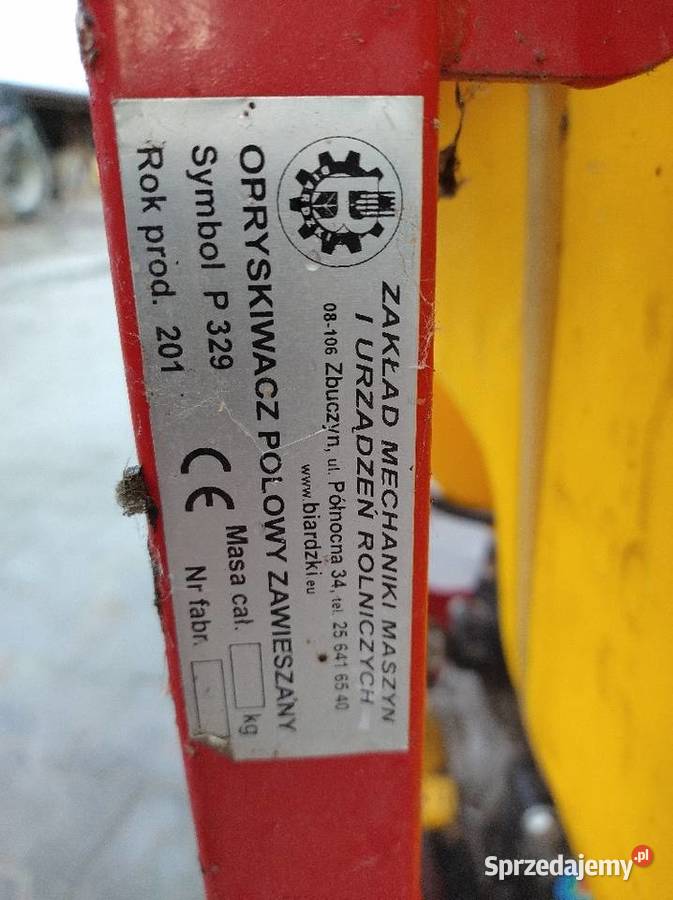 ZAKŁAD MECHANIKI MASZYN
I URZĄDZEŃ ROLNICZYCH
08-106 Zbuczyn, ul. Północna 34, tel. 25 641 65 40
www.biardzki.eu
BIARDZKI
OPRYSKIWACZ POLOWY ZAWIESZANY
Symbol P 329
Masa cał. kg
Rok prod. 201
CE
Nr fabr.
Sprzedajemy.pl